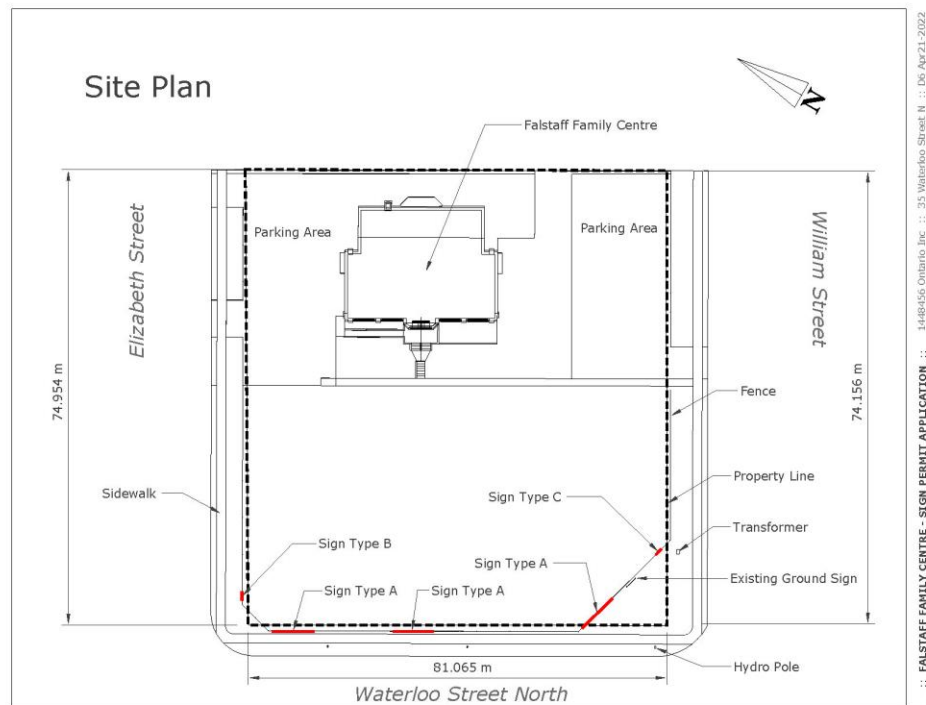 Site Plan
N
Falstaff Family Centre
Parking Area
Parking Area
Elizabeth Street
William Street
74.954 m
74.156 m
Fence
Property Line
Sidewalk
Sign Type C
Transformer
Sign Type B
Sign Type A
Existing Ground Sign
Sign Type A
Sign Type A
81.065 m
Hydro Pole
Waterloo Street North
:: FALSTAFF FAMILY CENTRE - SIGN PERMIT APPLICATION :: 1448456 Ontario Inc :: 35 Waterloo Street N :: D6 Apr21-2022